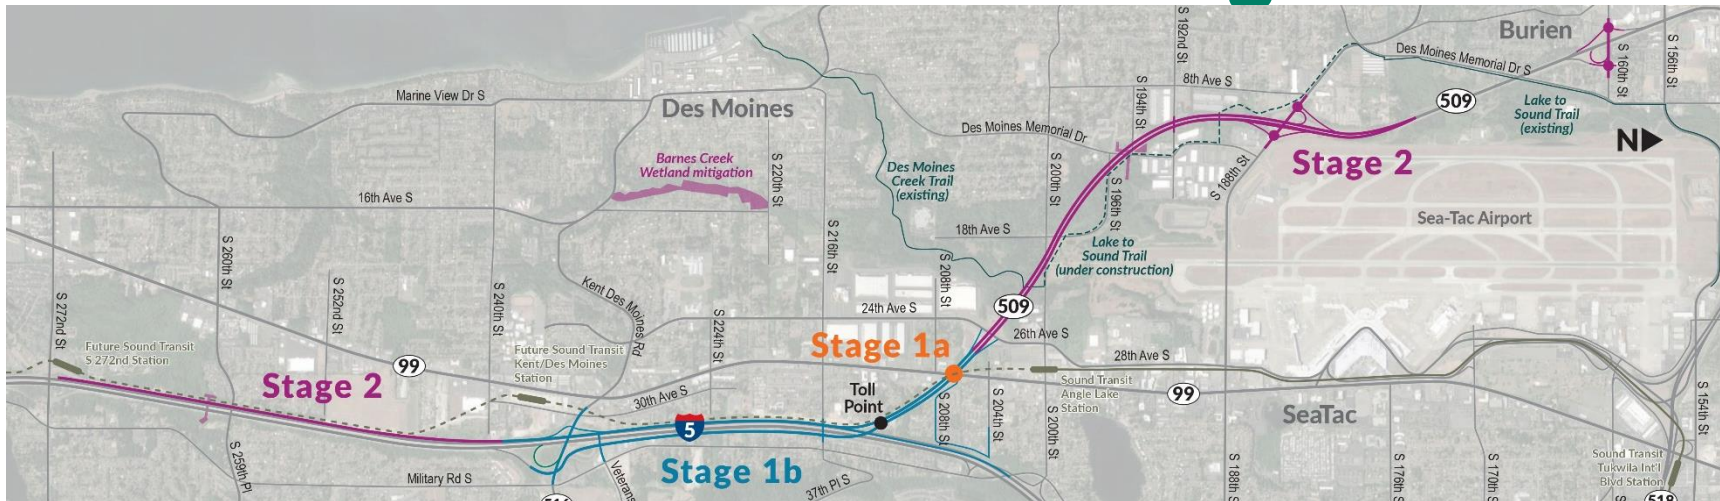 Burien
S 192nd St
S 160th St
S 156th St
Des Moines Memorial Dr S
8th Ave S
S 194th St
509
Lake to
Sound Trail
(existing)
N
Marine View Dr S
Des Moines
Des Moines Memorial Dr
Stage 2
Barnes Creek
Wetland mitigation
S 220th St
Des Moines
Creek Trail
(existing)
S 200th St
S 196th St
S 188th St
16th Ave S
18th Ave S
Sea-Tac Airport
S 260th St
S 216th St
Lake to
Sound Trail
(under construction)
S 272nd St
S 252nd St
S 240th St
Kent Des Moines Rd
S 208th St
24th Ave S
509
S 224th St
26th Ave S
Future Sound Transit
S 272nd Station
Future Sound Transit
Kent/Des Moines
Station
Stage 1a
28th Ave S
99
Stage 2
30th Ave S
Toll
Point
Sound Transit
Angle Lake
Station
99
SeaTac
S 154th St
5
S 208th St
S 204th St
S 200th St
S 259th Pl
Military Rd S
Veterans
Stage 1b
37th Pl S
S 188th St
S 176th St
S 170th St
Sound Transit
Tukwila Int'l
Blvd Station
518